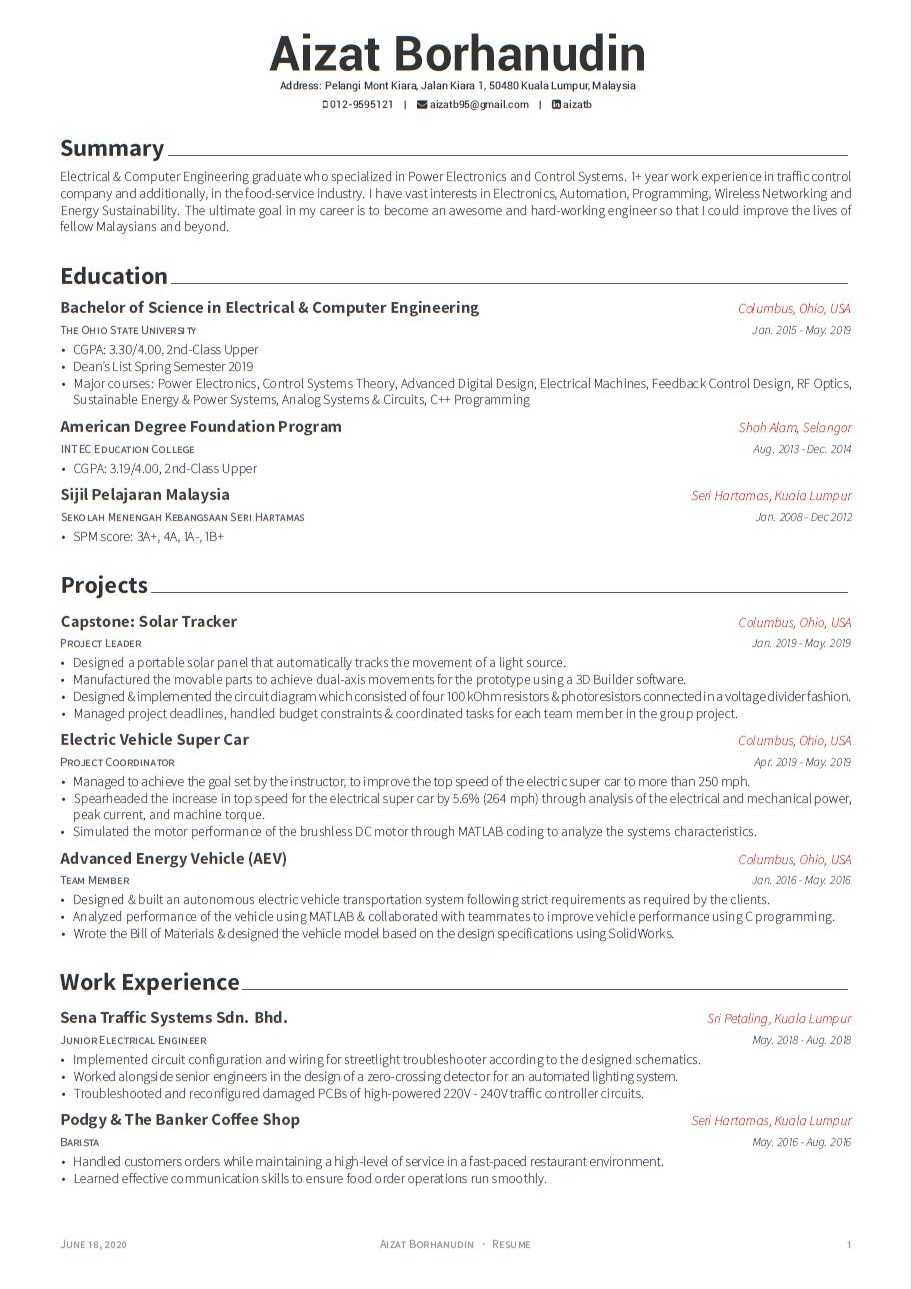 Aizat Borhanudin
Address: Pelangi Mont Kiara, Jalan Kiara 1, 50480 Kuala Lumpur, Malaysia
012-9595121 | aizatb95@gmail.com | aizatb
Summary
Electrical & Computer Engineering graduate who specialized in Power Electronics and Control Systems. 1+ year work experience in traffic control
company and additionally, in the food-service industry. I have vast interests in Electronics, Automation, Programming, Wireless Networking and
Energy Sustainability. The ultimate goal in my career is to become an awesome and hard-working engineer so that I could improve the lives of
fellow Malaysians and beyond.
Education
Bachelor of Science in Electrical & Computer Engineering Columbus, Ohio, USA
The Ohio State University Jan. 2015 - May. 2019
• CGPA: 3.30/4.00, 2nd-Class Upper
• Dean's List Spring Semester 2019
• Major courses: Power Electronics, Control Systems Theory, Advanced Digital Design, Electrical Machines, Feedback Control Design, RF Optics,
Sustainable Energy & Power Systems, Analog Systems & Circuits, C++ Programming
American Degree Foundation Program Shah Alam, Selangor
INTEC Education College Aug. 2013 - Dec. 2014
• CGPA: 3.19/4.00, 2nd-Class Upper
Sijil Pelajaran Malaysia Seri Hartamas, Kuala Lumpur
Sekolah Menengah Kebangsaan Seri Hartamas Jan. 2008 - Dec 2012
• SPM score: 3A+, 4A, 1A-, 1B+
Projects
Capstone: Solar Tracker Columbus, Ohio, USA
Project Leader Jan. 2019 - May. 2019
• Designed a portable solar panel that automatically tracks the movement of a light source.
• Manufactured the movable parts to achieve dual-axis movements for the prototype using a 3D Builder software.
• Designed & implemented the circuit diagram which consisted of four 100 kOhm resistors & photoresistors connected in a voltage divider fashion.
• Managed project deadlines, handled budget constraints & coordinated tasks for each team member in the group project.
Electric Vehicle Super Car Columbus, Ohio, USA
Project Coordinator Apr. 2019 - May. 2019
• Managed to achieve the goal set by the instructor, to improve the top speed of the electric super car to more than 250 mph.
• Spearheaded the increase in top speed for the electrical super car by 5.6% (264 mph) through analysis of the electrical and mechanical power,
peak current, and machine torque.
• Simulated the motor performance of the brushless DC motor through MATLAB coding to analyze the systems characteristics.
Advanced Energy Vehicle (AEV) Columbus, Ohio, USA
Team Member Jan. 2016 - May. 2016
• Designed & built an autonomous electric vehicle transportation system following strict requirements as required by the clients.
• Analyzed performance of the vehicle using MATLAB & collaborated with teammates to improve vehicle performance using C programming.
• Wrote the Bill of Materials & designed the vehicle model based on the design specifications using SolidWorks.
Work Experience
Sena Traffic Systems Sdn. Bhd. Sri Petaling, Kuala Lumpur
Junior Electrical Engineer May. 2018 - Aug. 2018
• Implemented circuit configuration and wiring for streetlight troubleshooter according to the designed schematics.
• Worked alongside senior engineers in the design of a zero-crossing detector for an automated lighting system.
• Troubleshooted and reconfigured damaged PCBs of high-powered 220V - 240V traffic controller circuits.
Podgy & The Banker Coffee Shop Seri Hartamas, Kuala Lumpur
Barista May. 2016 - Aug. 2016
• Handled customers orders while maintaining a high-level of service in a fast-paced restaurant environment.
• Learned effective communication skills to ensure food order operations run smoothly.
June 18, 2020 Aizat Borhanudin · Resume 1